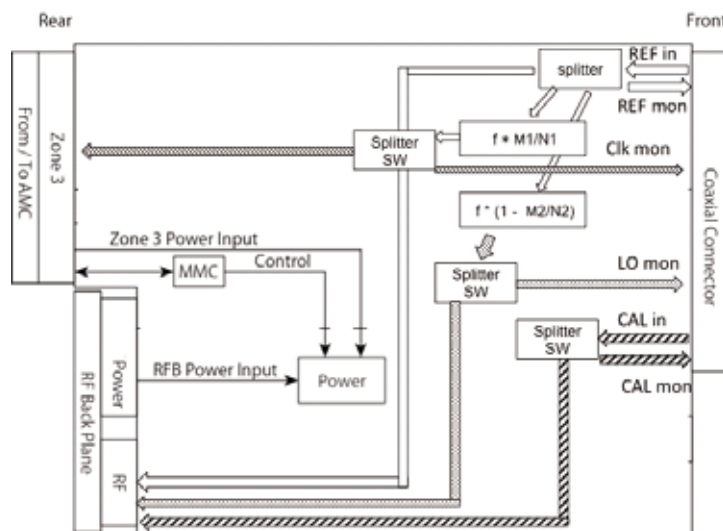 Rear
Front
REF in
splitter
REF mon
From / To AMC
Zone 3
Splitter
SW
f * M1/N1
Clk mon
Coaxial Connector
f * (1 - M2/N2)
Zone 3 Power Input
MMC
Control
Splitter
SW
LO mon
Splitter
SW
CAL in
RF Back Plane
Power
RFB Power Input
Power
CAL mon
RF